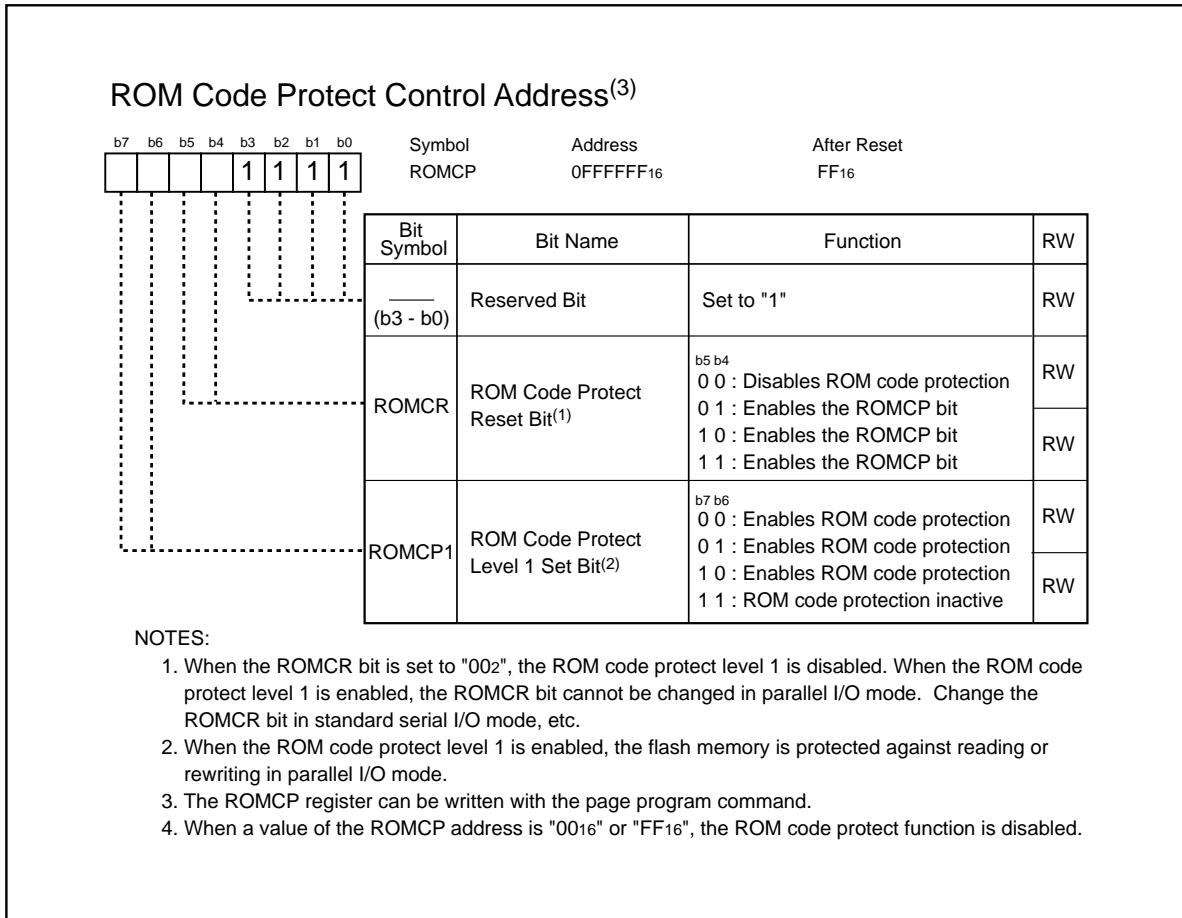 ROM Code Protect Control Address(3)
b7 b6 b5 b4 b3 b2 b1 b0
1 1 1 1
Symbol Address After Reset
ROMCP 0FFFFFF16 FF16
Bit Symbol Bit Name Function RW
(b3 - b0) Reserved Bit Set to "1" RW
ROMCR
ROM Code Protect
Reset Bit(1)
b5 b4
0 0 : Disables ROM code protection
0 1 : Enables the ROMCP bit
1 0 : Enables the ROMCP bit
1 1 : Enables the ROMCP bit
RW
RW
ROMCP1
ROM Code Protect
Level 1 Set Bit(2)
b7 b6
0 0 : Enables ROM code protection
0 1 : Enables ROM code protection
1 0 : Enables ROM code protection
1 1 : ROM code protection inactive
RW
RW
NOTES:
1. When the ROMCR bit is set to "002", the ROM code protect level 1 is disabled. When the ROM code
protect level 1 is enabled, the ROMCR bit cannot be changed in parallel I/O mode. Change the
ROMCR bit in standard serial I/O mode, etc.
2. When the ROM code protect level 1 is enabled, the flash memory is protected against reading or
rewriting in parallel I/O mode.
3. The ROMCP register can be written with the page program command.
4. When a value of the ROMCP address is "0016" or "FF16", the ROM code protect function is disabled.